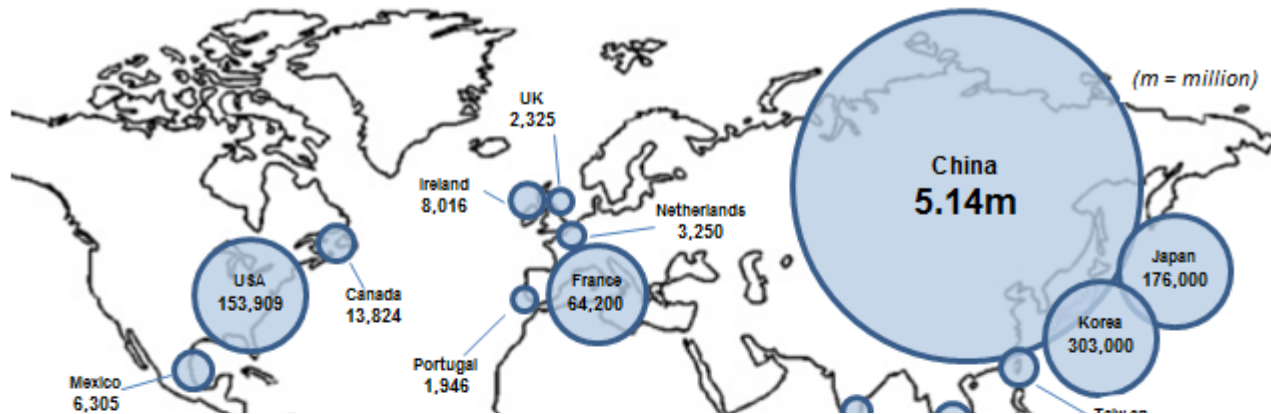 (m = million)
UK
2,325
China
5.14m
Ireland
8,016
Netherlands
3,250
USA
153,909
Canada
13,824
France
64,200
Japan
176,000
Korea
303,000
Portugal
1,946
Mexico
6,305